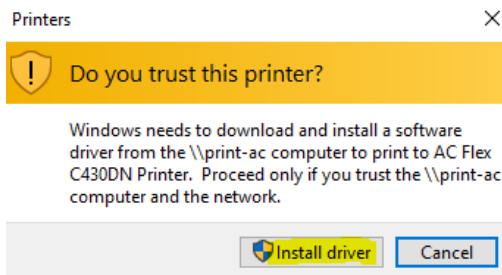 Printers
Do you trust this printer?
Windows needs to download and install a software
driver from the \\print-ac computer to print to AC Flex
C430DN Printer. Proceed only if you trust the \\print-ac
computer and the network.
Install driver
Cancel